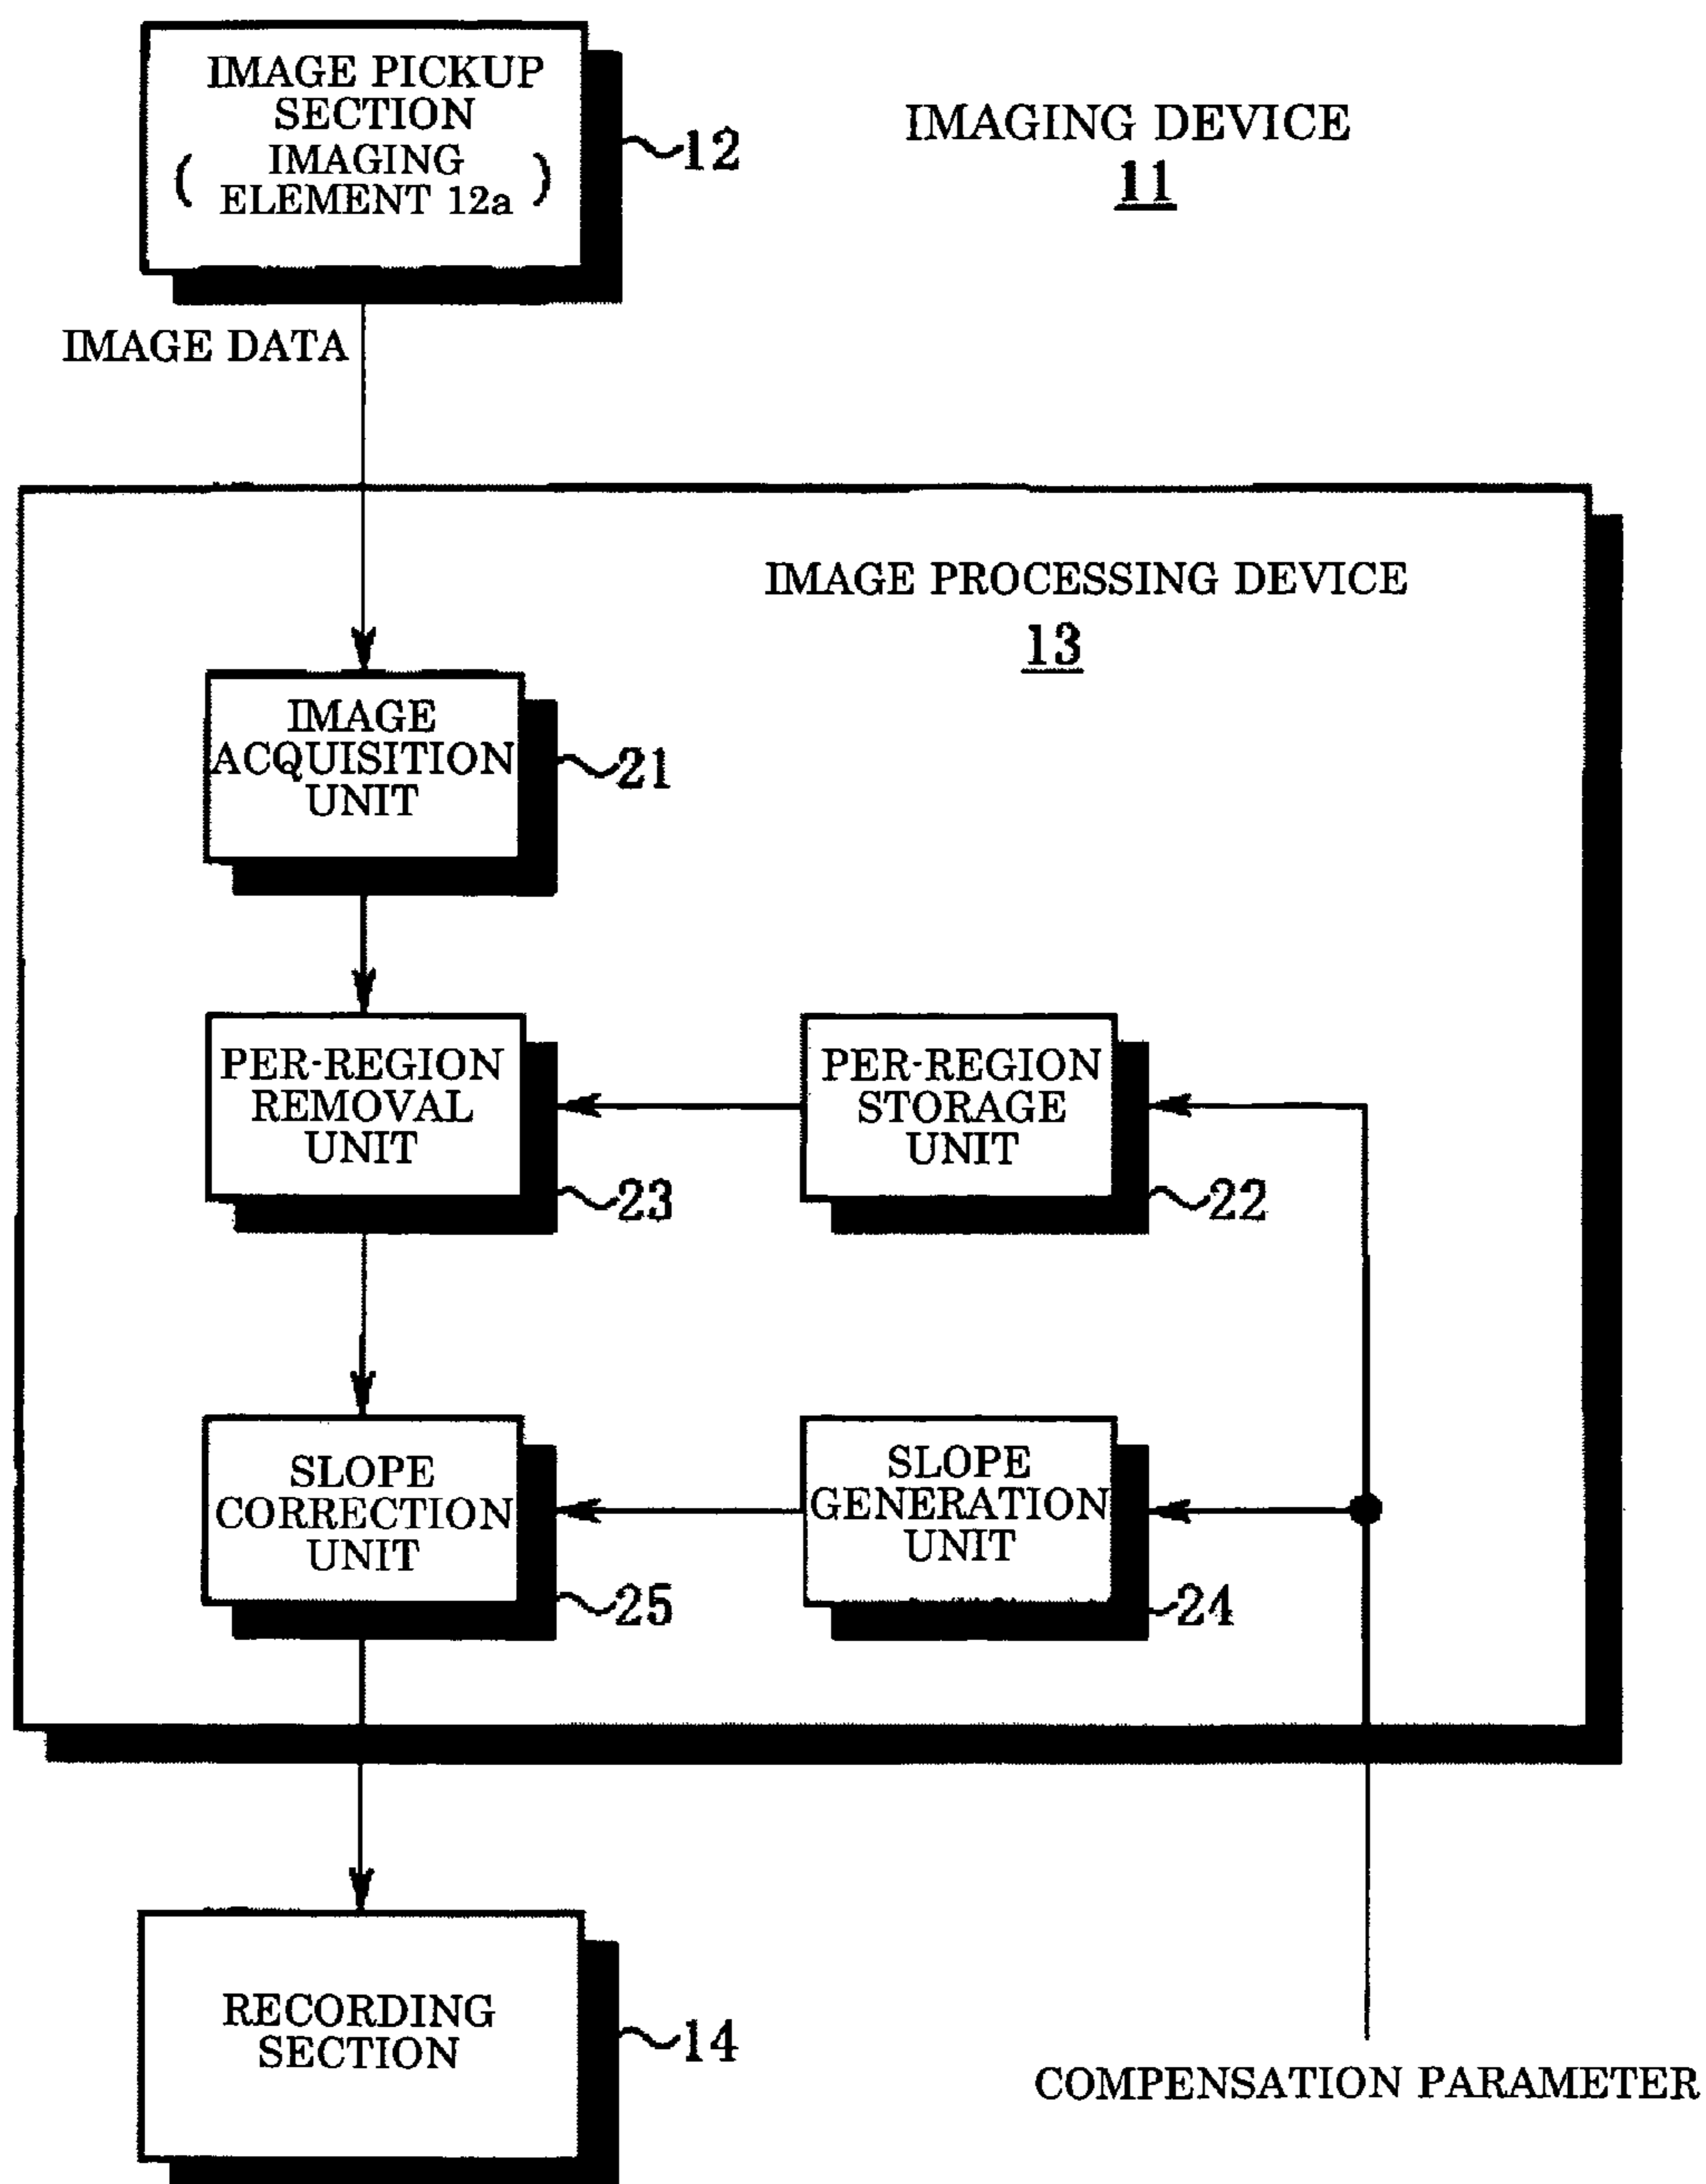 IMAGE PICKUP
SECTION
( IMAGING
ELEMENT 12a )
12
IMAGING DEVICE
11
IMAGE DATA
IMAGE PROCESSING DEVICE
13
IMAGE
ACQUISITION
UNIT
21
PER-REGION
REMOVAL
UNIT
23
PER-REGION
STORAGE
UNIT
22
SLOPE
CORRECTION
UNIT
25
SLOPE
GENERATION
UNIT
24
RECORDING
SECTION
14
COMPENSATION PARAMETER